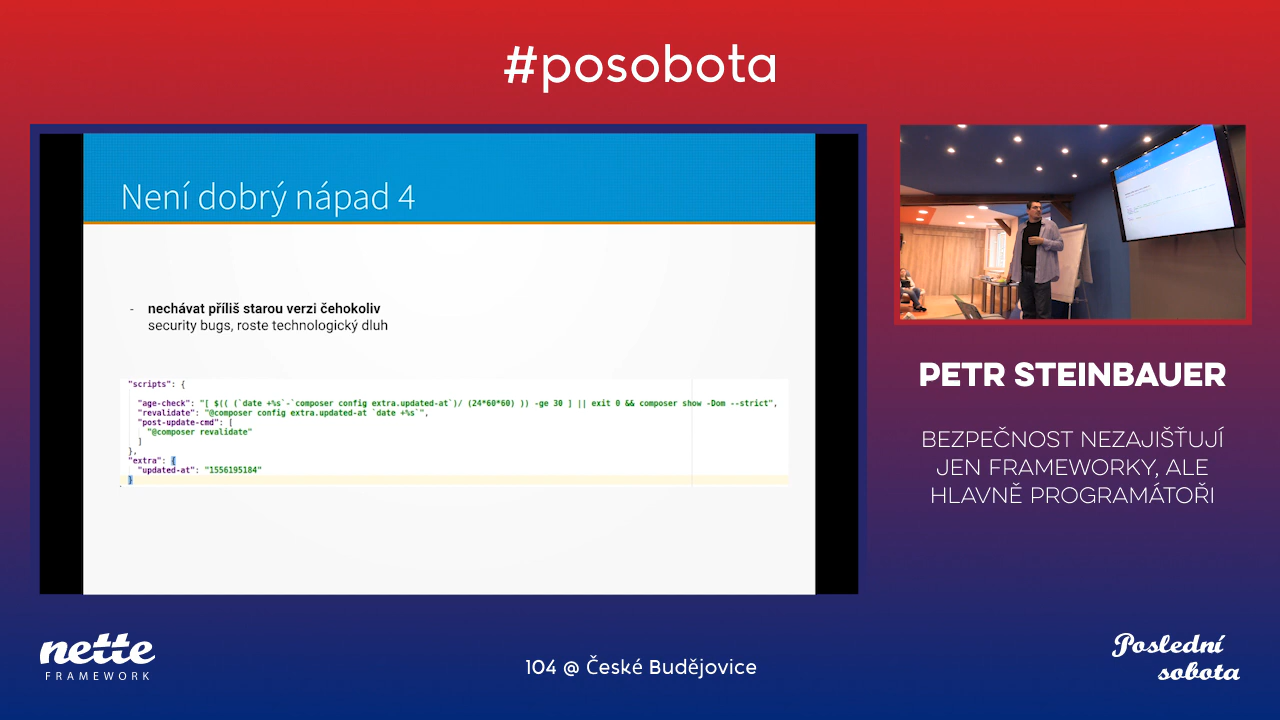 #posobota
Není dobrý nápad 4
- nechávat příliš starou verzi čehokoliv
security bugs, roste technologický dluh
"scripts": {
"age-check": "[ $(( (`date +%s`-`composer config extra.updated-at`)/ (24*60*60) )) -ge 30 ] || exit 0 && composer show -Dom --strict",
"revalidate": "@composer config extra.updated-at `date +%s`",
"post-update-cmd": [
"@composer revalidate"
]
},
"extra": {
"updated-at": "1556195184"
}
PETR STEINBAUER
BEZPEČNOST NEZAJIŠŤUJÍ
JEN FRAMEWORKY, ALE
HLAVNĚ PROGRAMÁTOŘI
nette
FRAMEWORK
104 @ České Budějovice
Poslední
sobota